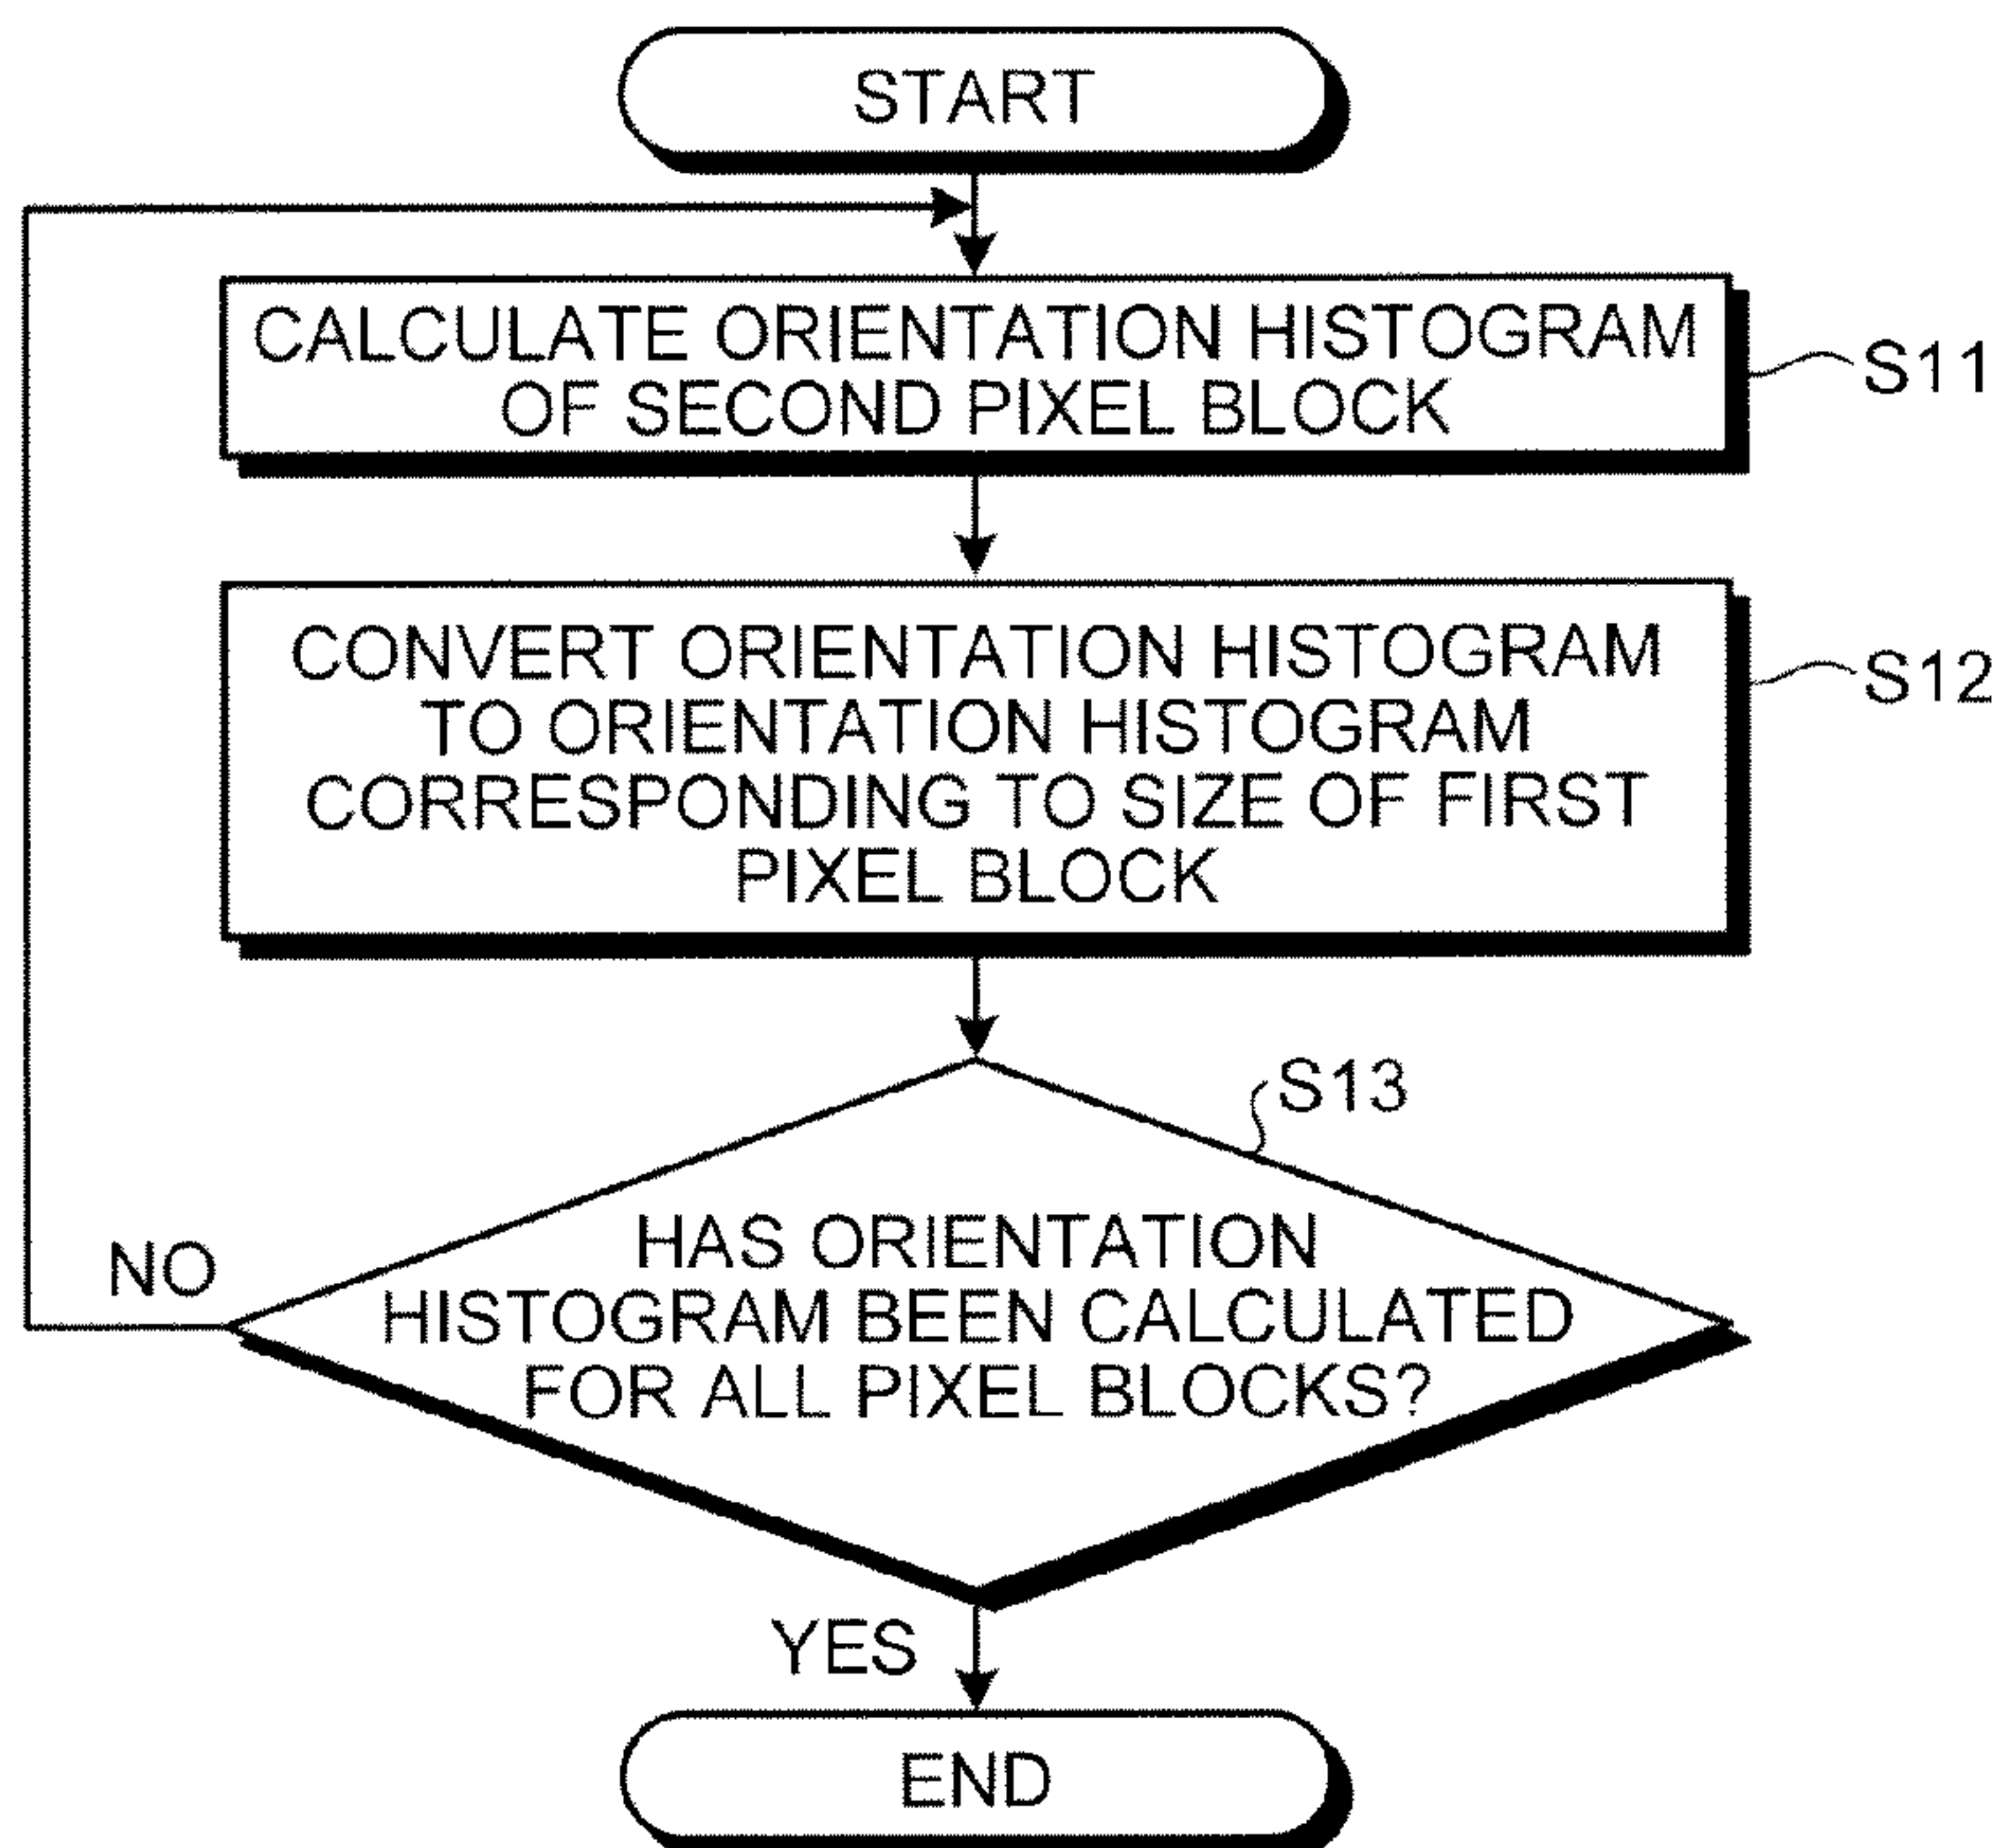 START
CALCULATE ORIENTATION HISTOGRAM
OF SECOND PIXEL BLOCK
S11
CONVERT ORIENTATION HISTOGRAM
TO ORIENTATION HISTOGRAM
CORRESPONDING TO SIZE OF FIRST
PIXEL BLOCK
S12
S13
HAS ORIENTATION
HISTOGRAM BEEN CALCULATED
FOR ALL PIXEL BLOCKS?
NO
YES
END